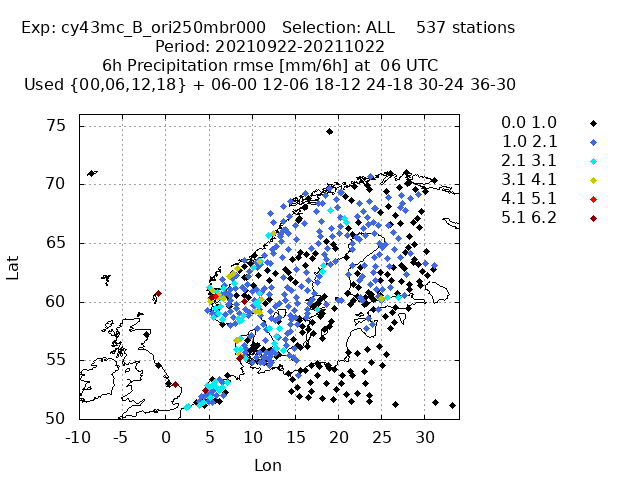 Exp: cy43mc_B_ori250mbr000 Selection: ALL 537 stations
Period: 20210922-20211022
6h Precipitation rmse [mm/6h] at 06 UTC
Used {00,06,12,18} + 06-00 12-06 18-12 24-18 30-24 36-30
0.0 1.0
1.0 2.1
2.1 3.1
3.1 4.1
4.1 5.1
5.1 6.2
Lat
75
70
65
60
55
50
-10 -5 0 5 10 15 20 25 30
Lon